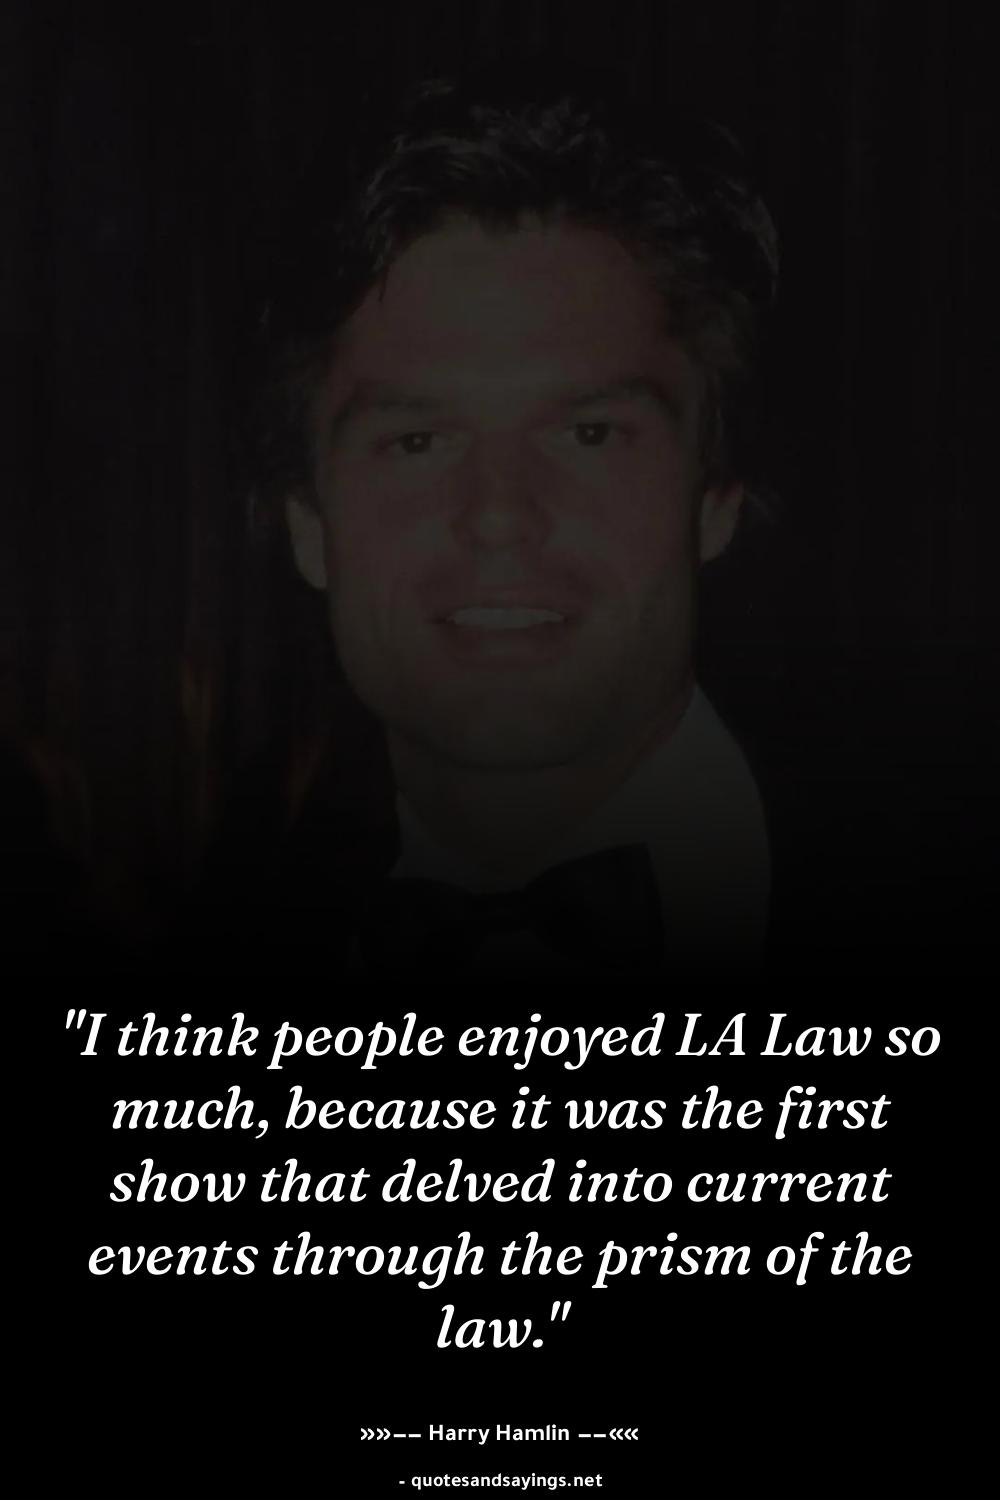 "I think people enjoyed LA Law so
much, because it was the first
show that delved into current
events through the prism of the
law."
»»−− Harry Hamlin −−««
- quotesandsayings.net